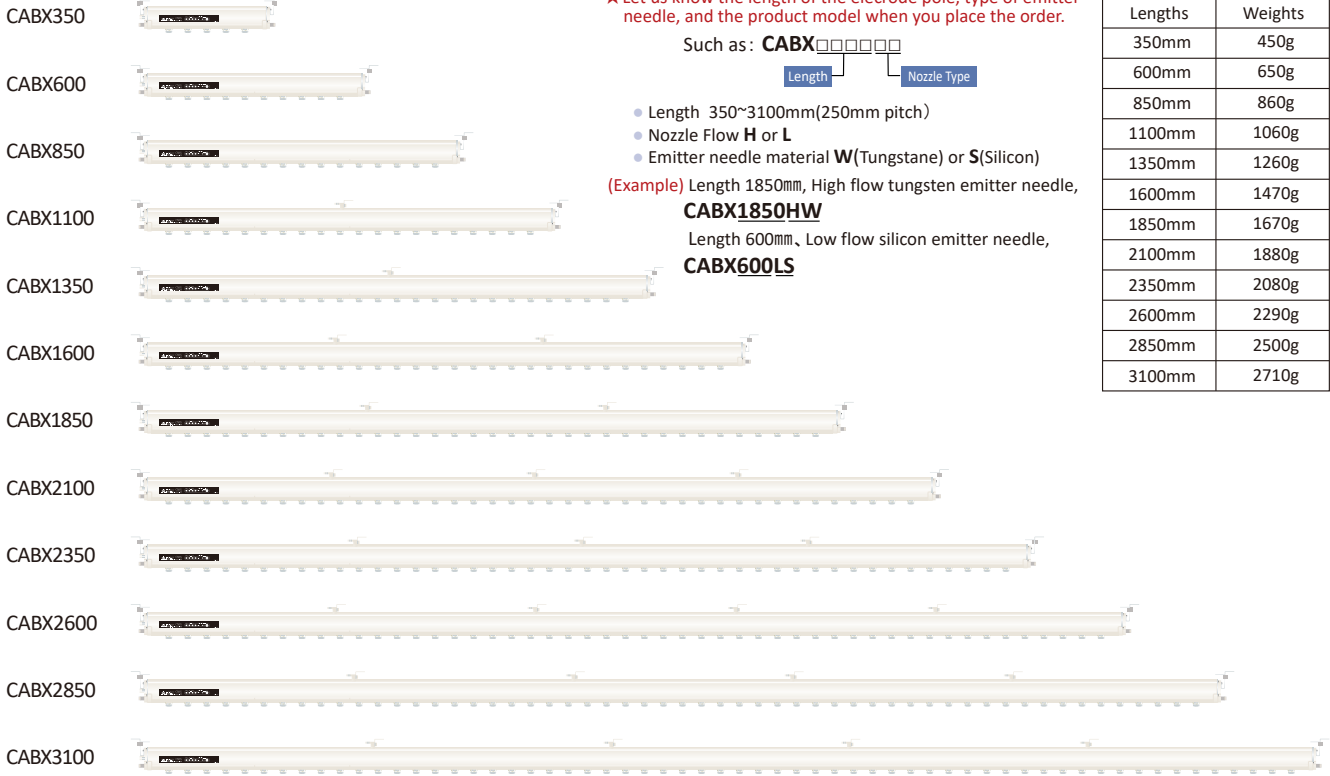 CABX350
CABX600
CABX850
CABX1100
CABX1350
CABX1600
CABX1850
CABX2100
CABX2350
CABX2600
CABX2850
CABX3100
★Let us know the length of the elecrode pole, type of emitter
needle, and the product model when you place the order.
Such as: CABX□□□□□□
Length Nozzle Type
● Length 350~3100mm(250mm pitch）
● Nozzle Flow H or L
● Emitter needle material W(Tungstane) or S(Silicon)
(Example) Length 1850㎜, High flow tungsten emitter needle,
CABX1850HW
Length 600㎜、Low flow silicon emitter needle,
CABX600LS
Lengths Weights
350mm 450g
600mm 650g
850mm 860g
1100mm 1060g
1350mm 1260g
1600mm 1470g
1850mm 1670g
2100mm 1880g
2350mm 2080g
2600mm 2290g
2850mm 2500g
3100mm 2710g